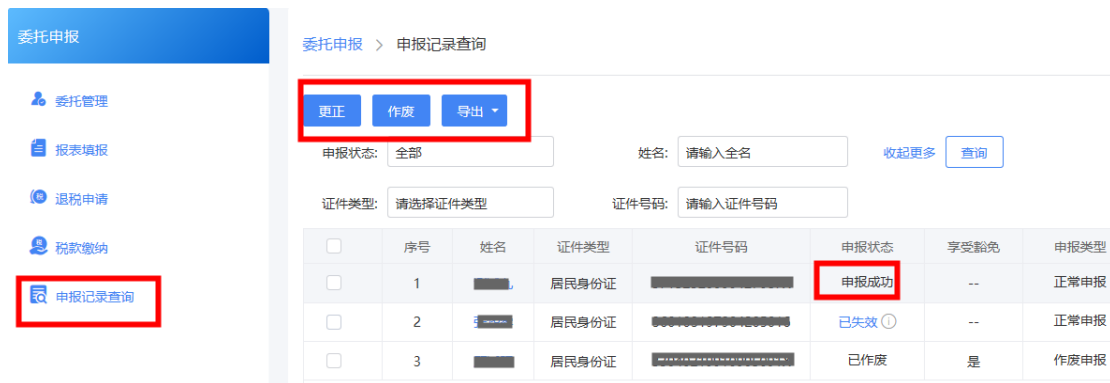 委托申报
委托管理
报表填报
退税申请
税款缴纳
申报记录查询
委托申报 > 申报记录查询
更正 作废 导出
申报状态: 全部 姓名: 请输入全名 收起更多 查询
证件类型: 请选择证件类型 证件号码: 请输入证件号码
序号 姓名 证件类型 证件号码 申报状态 享受豁免 申报类型
1 居民身份证 申报成功 -- 正常申报
2 居民身份证 已失效 -- 正常申报
3 居民身份证 已作废 是 作废申报